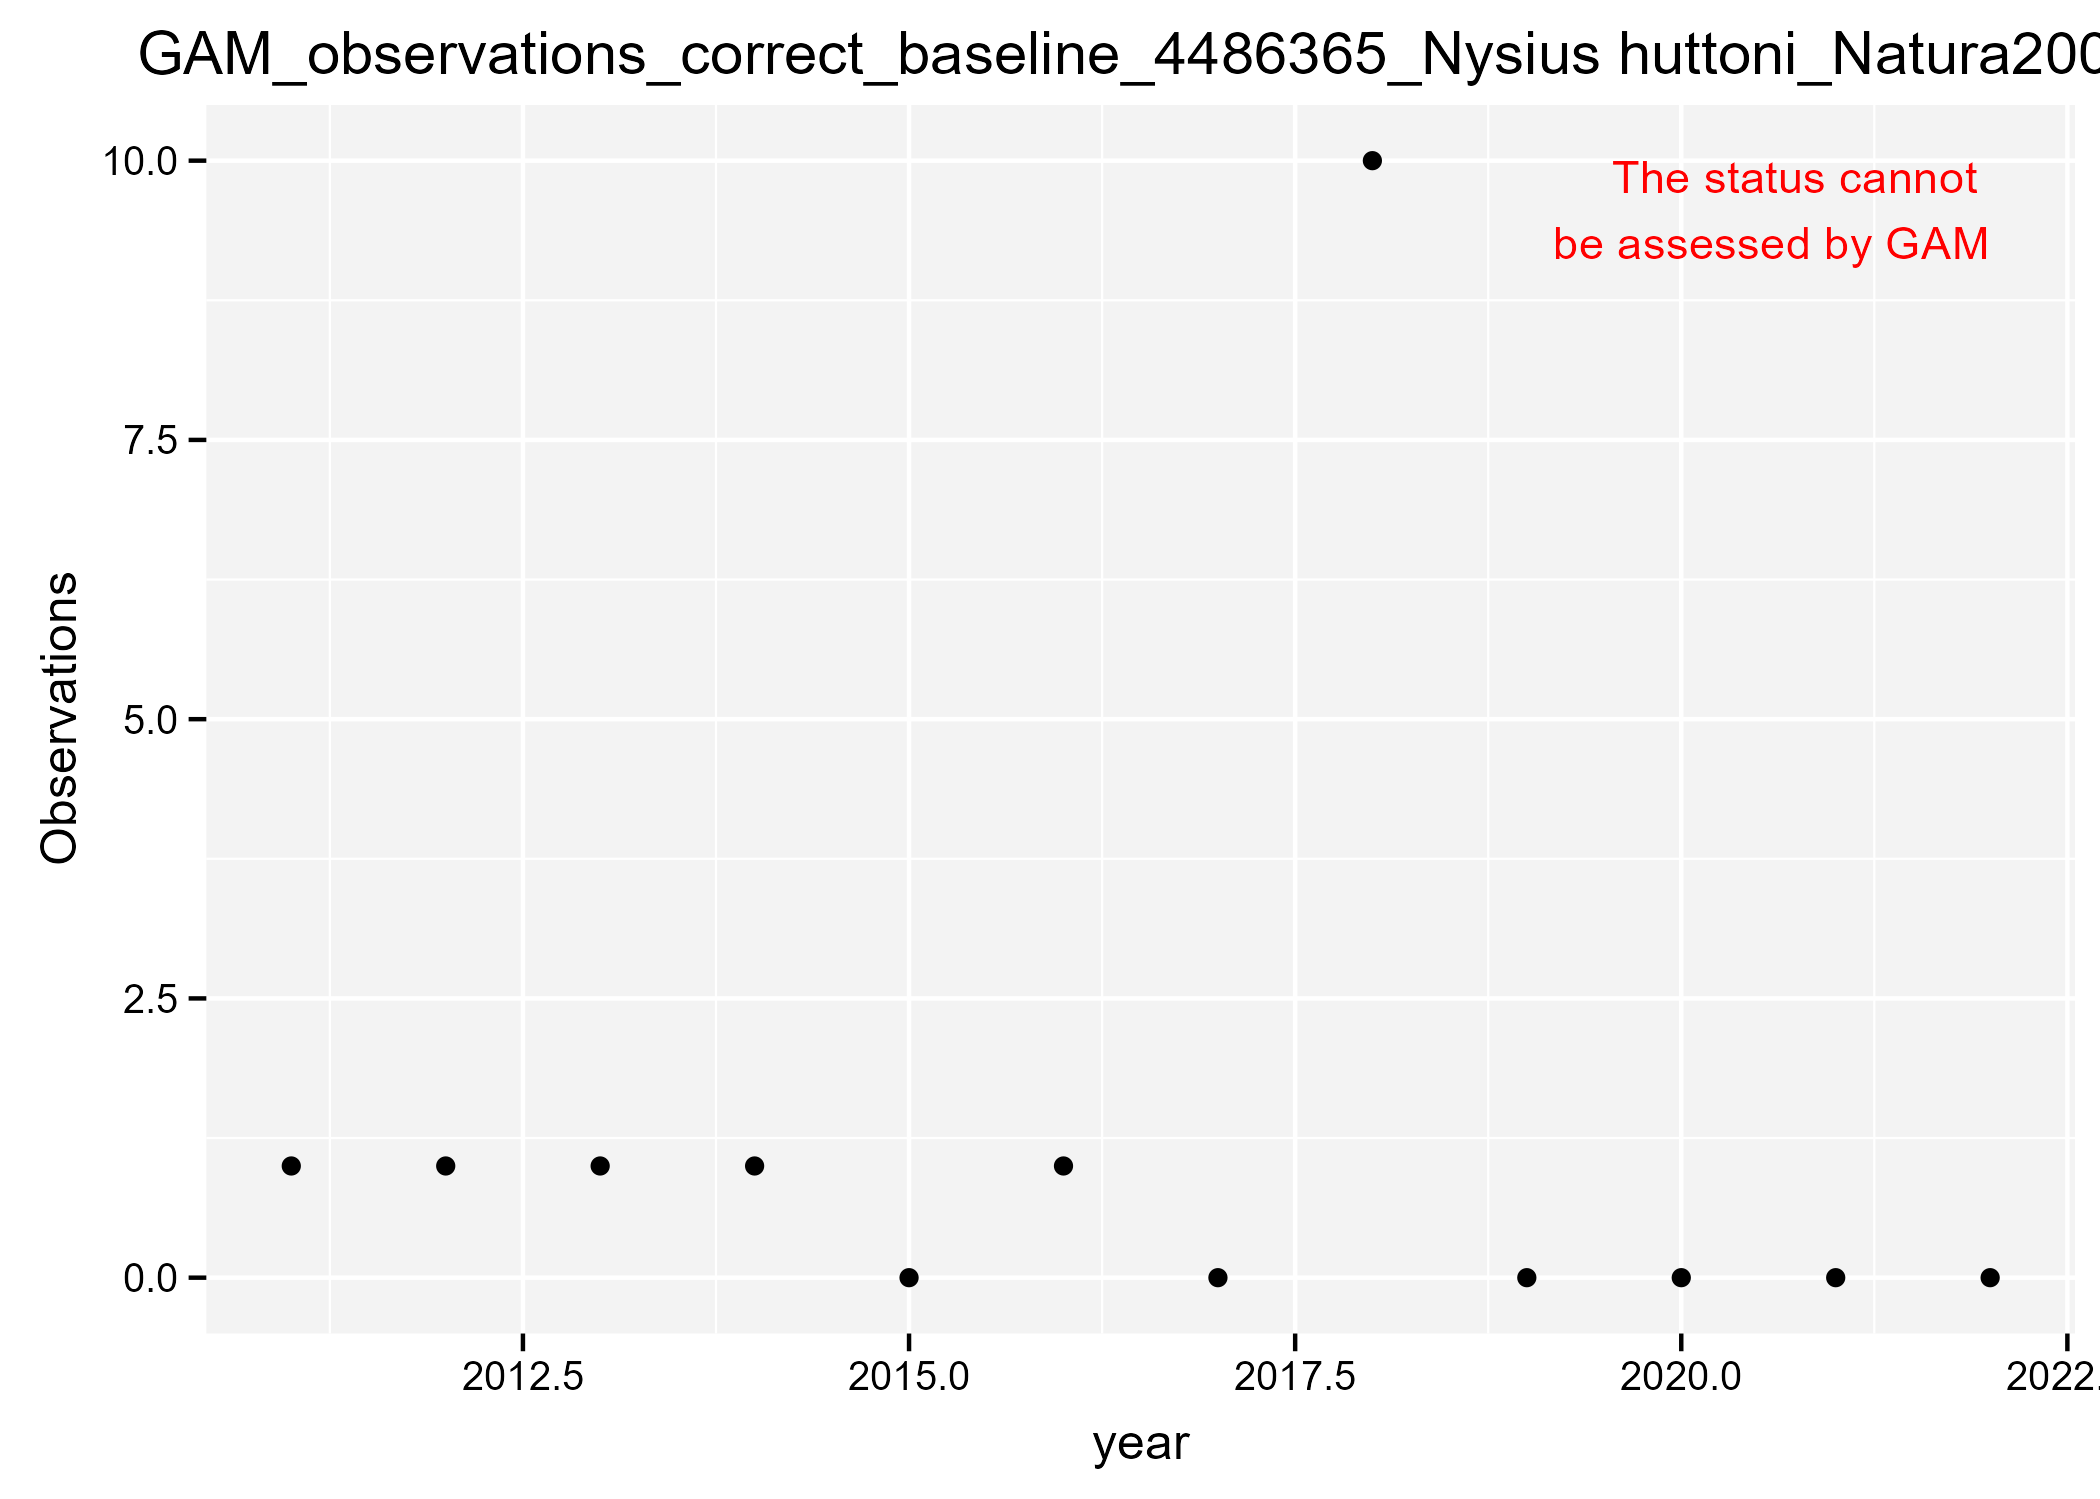 GAM_observations_correct_baseline_4486365_Nysius huttoni_Natura200
10.0
The status cannot
be assessed by GAM
7.5
Observations
5.0
2.5
0.0
2012.5 2015.0 2017.5 2020.0 2022.
year